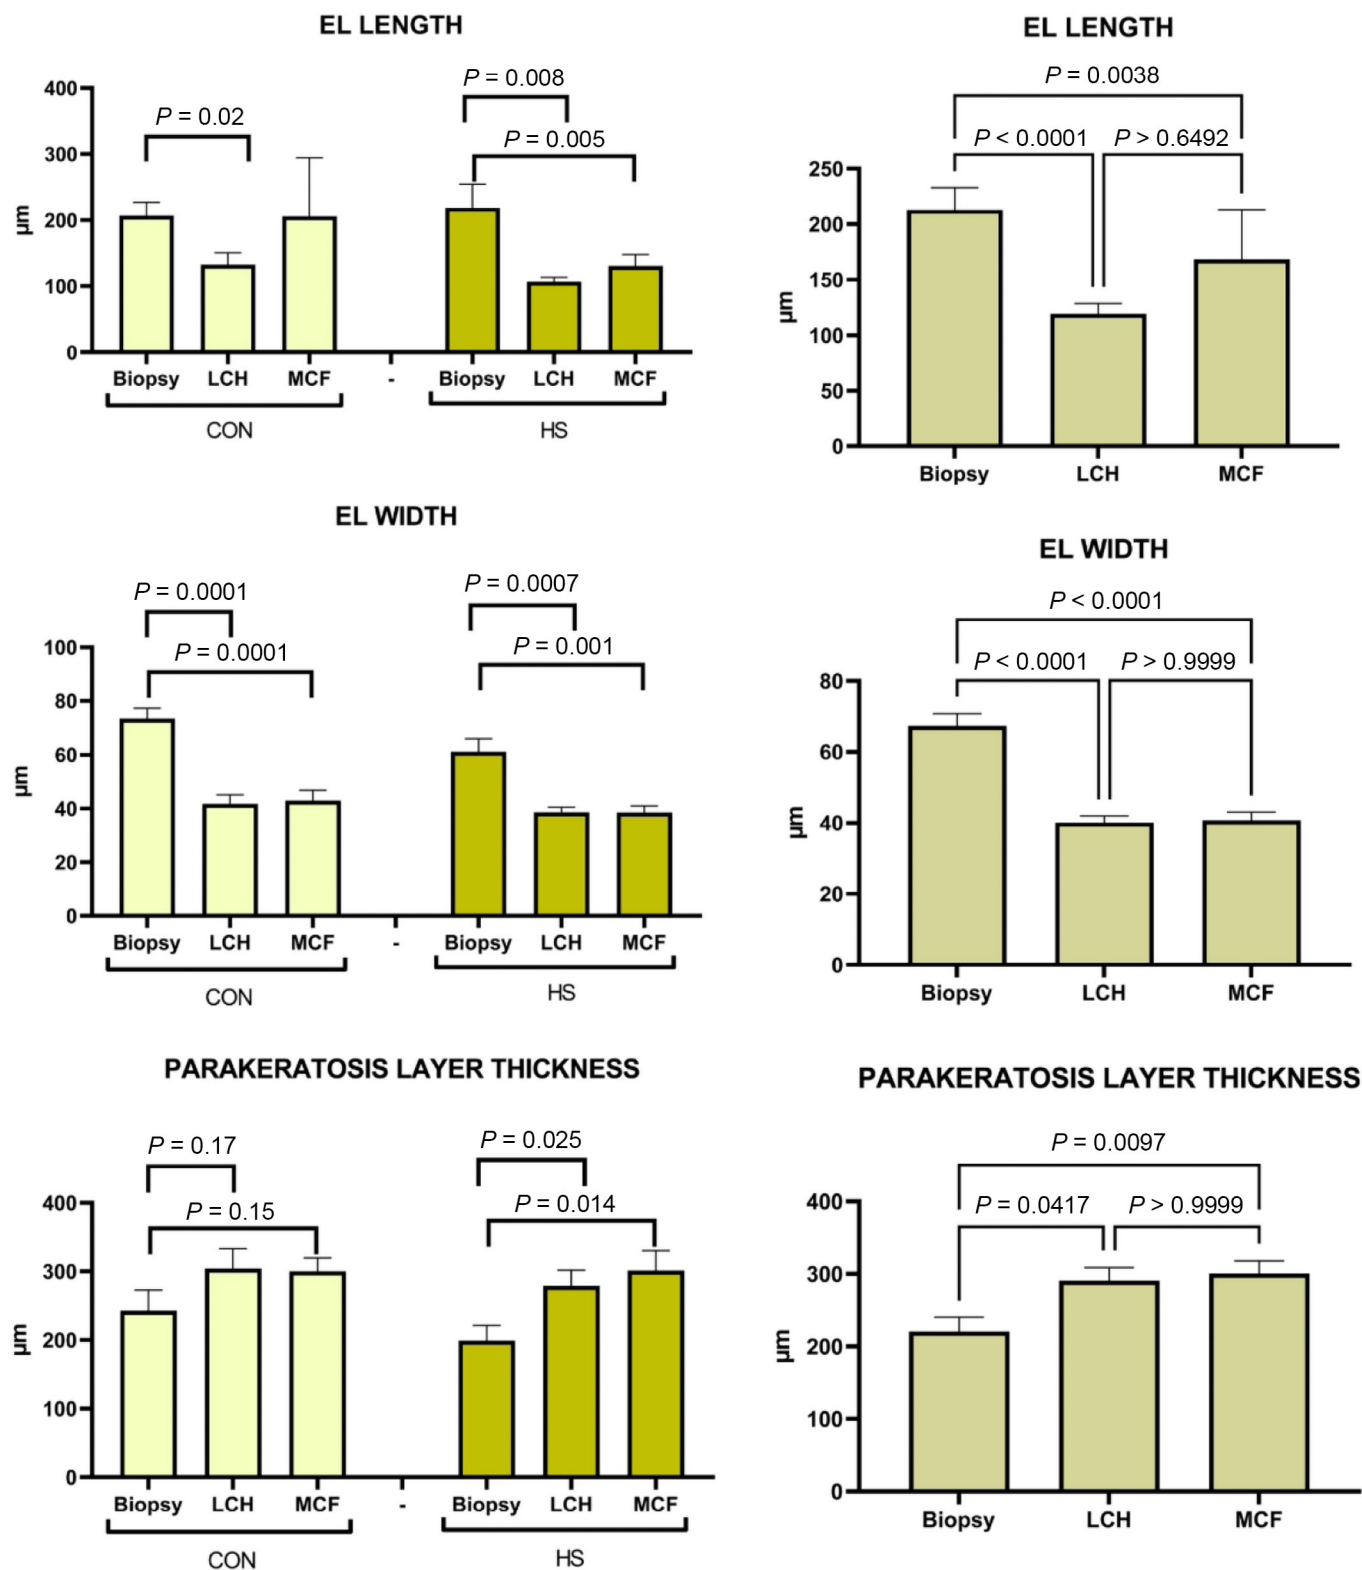 EL LENGTH
P = 0.02
P = 0.008
P = 0.005
400
300
200
100
0
µm
Biopsy LCH MCF - Biopsy LCH MCF
CON HS
EL LENGTH
P = 0.0038
P < 0.0001 P > 0.6492
250
200
150
100
50
0
µm
Biopsy LCH MCF
EL WIDTH
P = 0.0001
P = 0.0001
P = 0.0007
P = 0.001
100
80
60
40
20
0
µm
Biopsy LCH MCF - Biopsy LCH MCF
CON HS
EL WIDTH
P < 0.0001
P < 0.0001 P > 0.9999
80
60
40
20
0
µm
Biopsy LCH MCF
PARAKERATOSIS LAYER THICKNESS
P = 0.17
P = 0.15
P = 0.025
P = 0.014
400
300
200
100
0
µm
Biopsy LCH MCF - Biopsy LCH MCF
CON HS
PARAKERATOSIS LAYER THICKNESS
P = 0.0097
P = 0.0417 P > 0.9999
400
300
200
100
0
µm
Biopsy LCH MCF